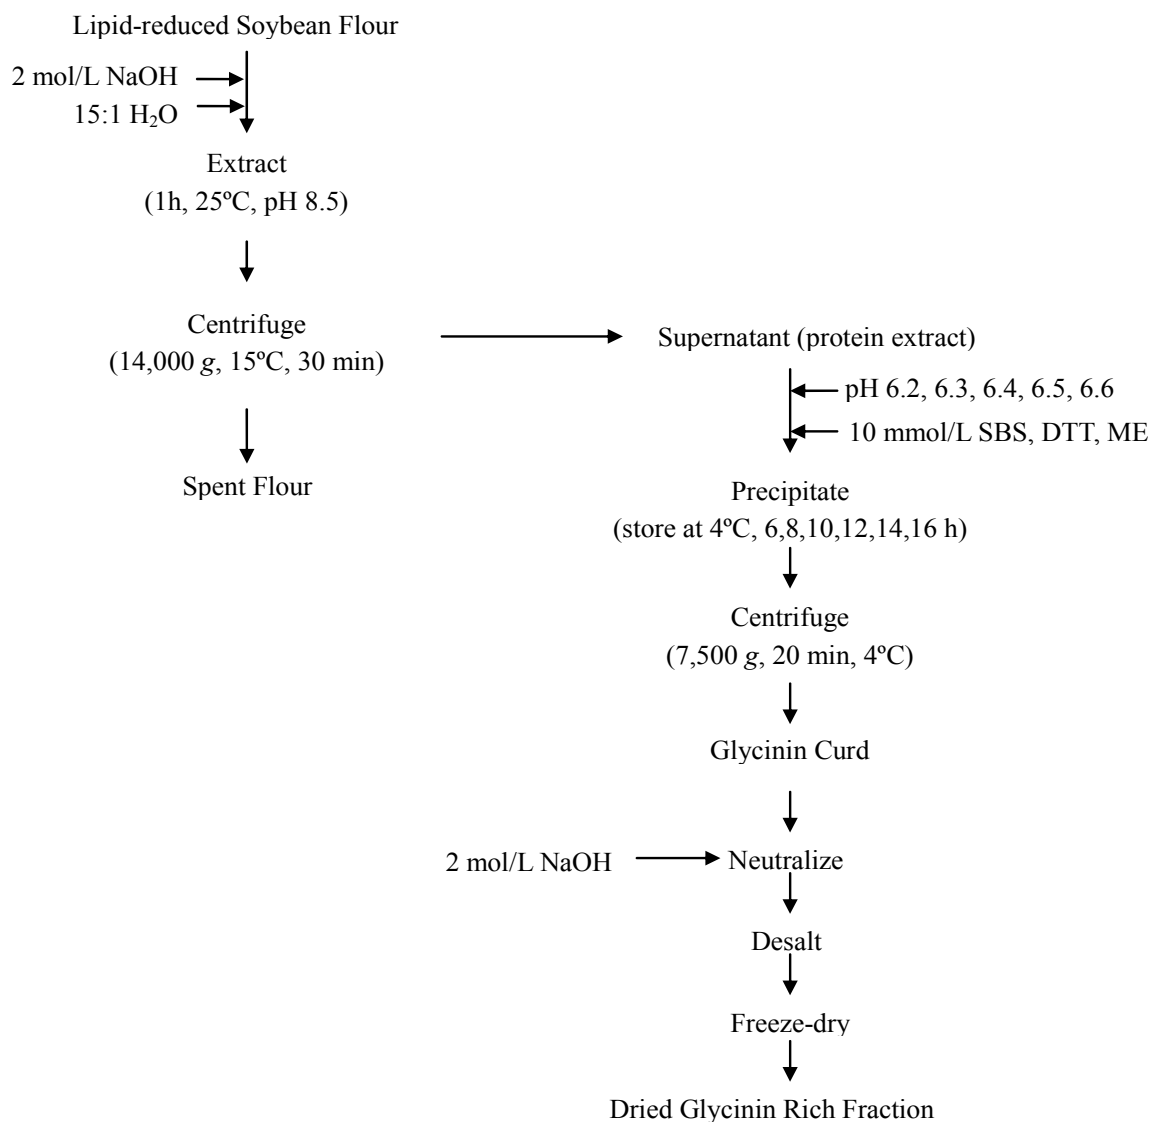 Lipid-reduced Soybean Flour
2 mol/L NaOH
15:1 H₂O
Extract
(1h, 25ºC, pH 8.5)
Centrifuge
(14,000 g, 15ºC, 30 min)
Spent Flour
Supernatant (protein extract)
pH 6.2, 6.3, 6.4, 6.5, 6.6
10 mmol/L SBS, DTT, ME
Precipitate
(store at 4ºC, 6,8,10,12,14,16 h)
Centrifuge
(7,500 g, 20 min, 4ºC)
Glycinin Curd
2 mol/L NaOH
Neutralize
Desalt
Freeze-dry
Dried Glycinin Rich Fraction